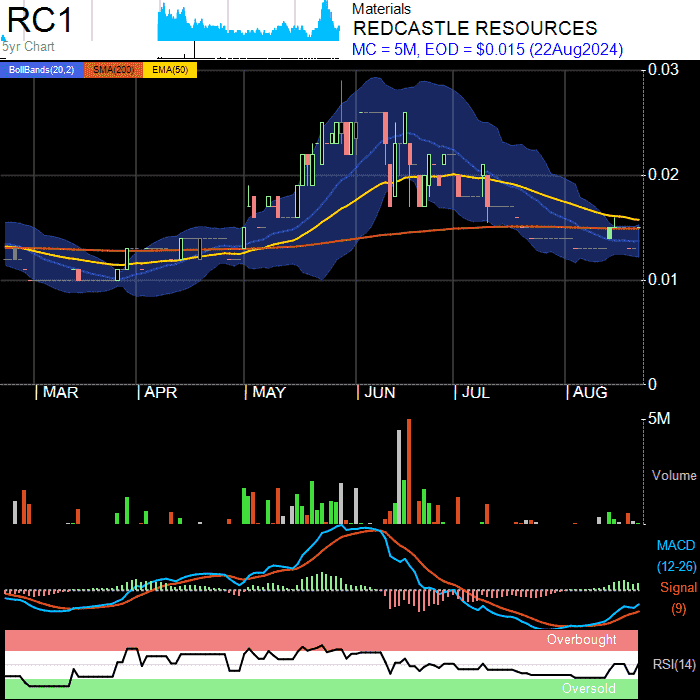 RC1
5yr Chart
Materials
REDCASTLE RESOURCES
MC = 5M, EOD = $0.015 (22Aug2024)
BollBands(20,2) SMA(200) EMA(50)
0.03
0.02
0.01
0
MAR APR MAY JUN JUL AUG
5M
Volume
MACD
(12-26)
Signal
(9)
Overbought
RSI(14)
Oversold